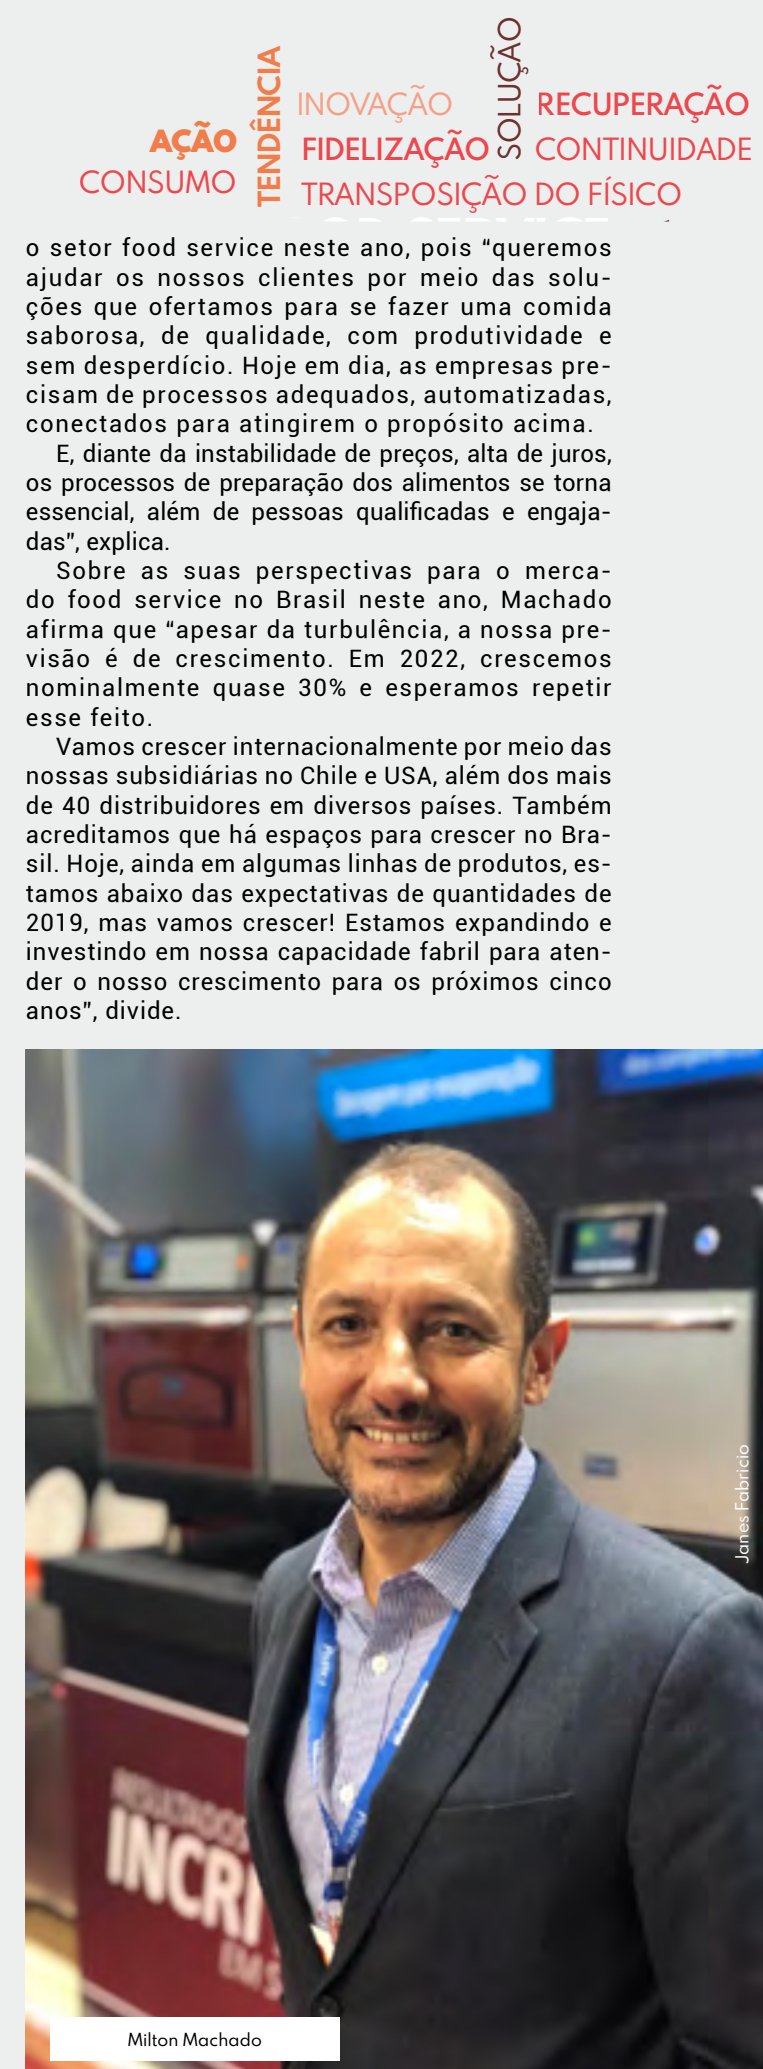 SOLUÇÃO
TENDÊNCIA
INOVAÇÃO
RECUPERAÇÃO
AÇÃO
FIDELIZAÇÃO
CONTINUIDADE
CONSUMO
TRANSPOSIÇÃO DO FÍSICO
o setor food service neste ano, pois “queremos
ajudar os nossos clientes por meio das solu-
ções que ofertamos para se fazer uma comida
saborosa, de qualidade, com produtividade e
sem desperdício. Hoje em dia, as empresas pre-
cisam de processos adequados, automatizadas,
conectados para atingirem o propósito acima.
E, diante da instabilidade de preços, alta de juros,
os processos de preparação dos alimentos se torna
essencial, além de pessoas qualificadas e engaja-
das”, explica.
Sobre as suas perspectivas para o merca-
do food service no Brasil neste ano, Machado
afirma que “apesar da turbulência, a nossa pre-
visão é de crescimento. Em 2022, crescemos
nominalmente quase 30% e esperamos repetir
esse feito.
Vamos crescer internacionalmente por meio das
nossas subsidiárias no Chile e USA, além dos mais
de 40 distribuidores em diversos países. Também
acreditamos que há espaços para crescer no Bra-
sil. Hoje, ainda em algumas linhas de produtos, es-
tamos abaixo das expectativas de quantidades de
2019, mas vamos crescer! Estamos expandindo e
investindo em nossa capacidade fabril para aten-
der o nosso crescimento para os próximos cinco
anos”, divide.
Janes Fabricio
RESULTADOS
INCRI
EM S
Milton Machado